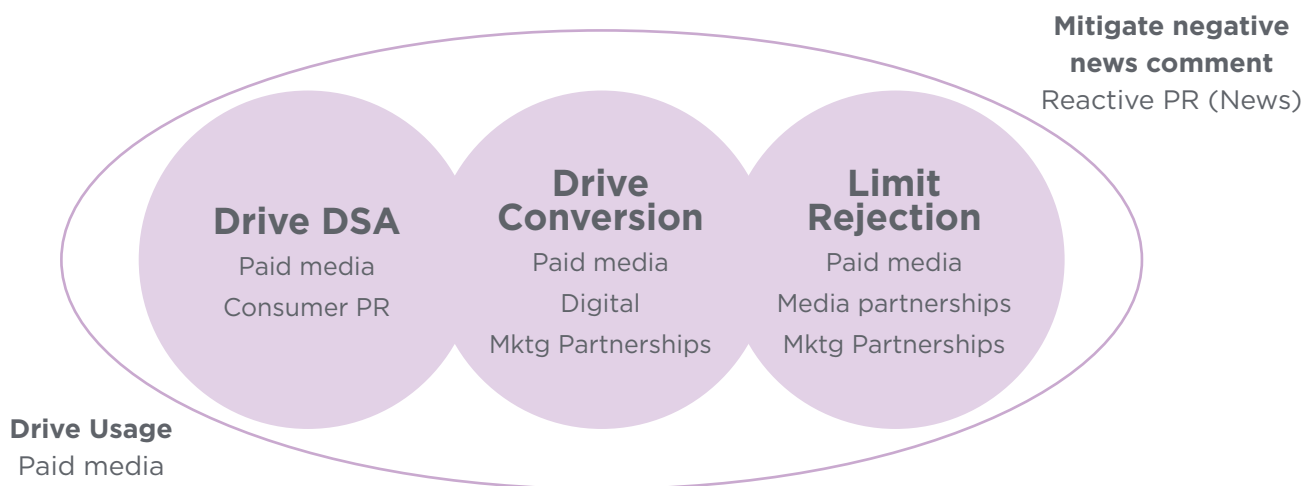 Mitigate negative
news comment
Reactive PR (News)
Drive DSA
Paid media
Consumer PR
Drive
Conversion
Paid media
Digital
Mktg Partnerships
Limit
Rejection
Paid media
Media partnerships
Mktg Partnerships
Drive Usage
Paid media